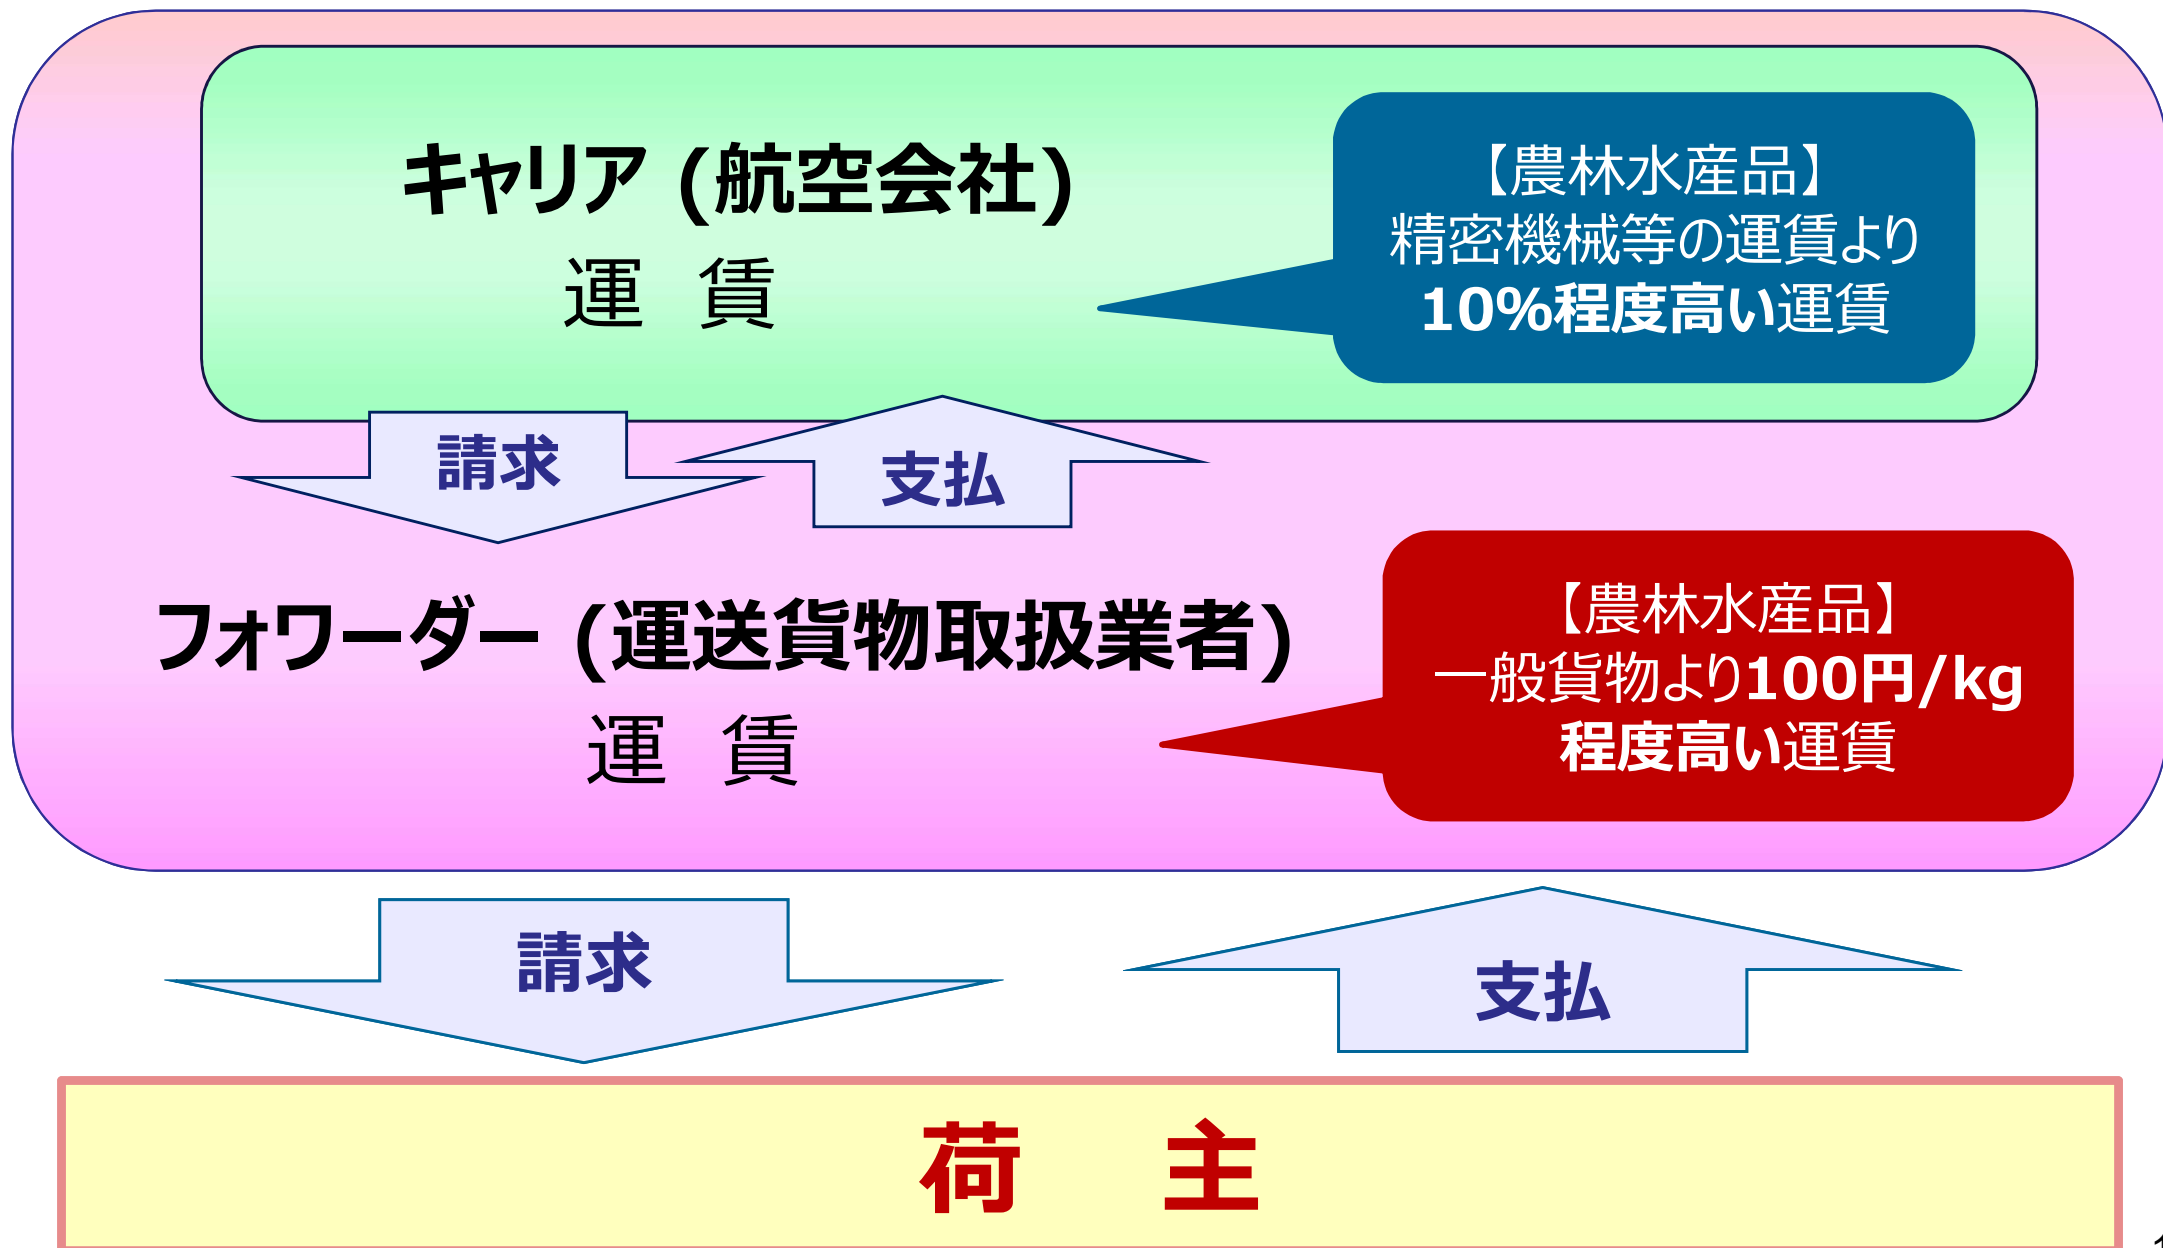 キャリア (航空会社)
運　賃
【農林水産品】
精密機械等の運賃より
10%程度高い運賃
請求
支払
フォワーダー (運送貨物取扱業者)
運　賃
【農林水産品】
一般貨物より100円/kg
程度高い運賃
請求
支払
荷　主